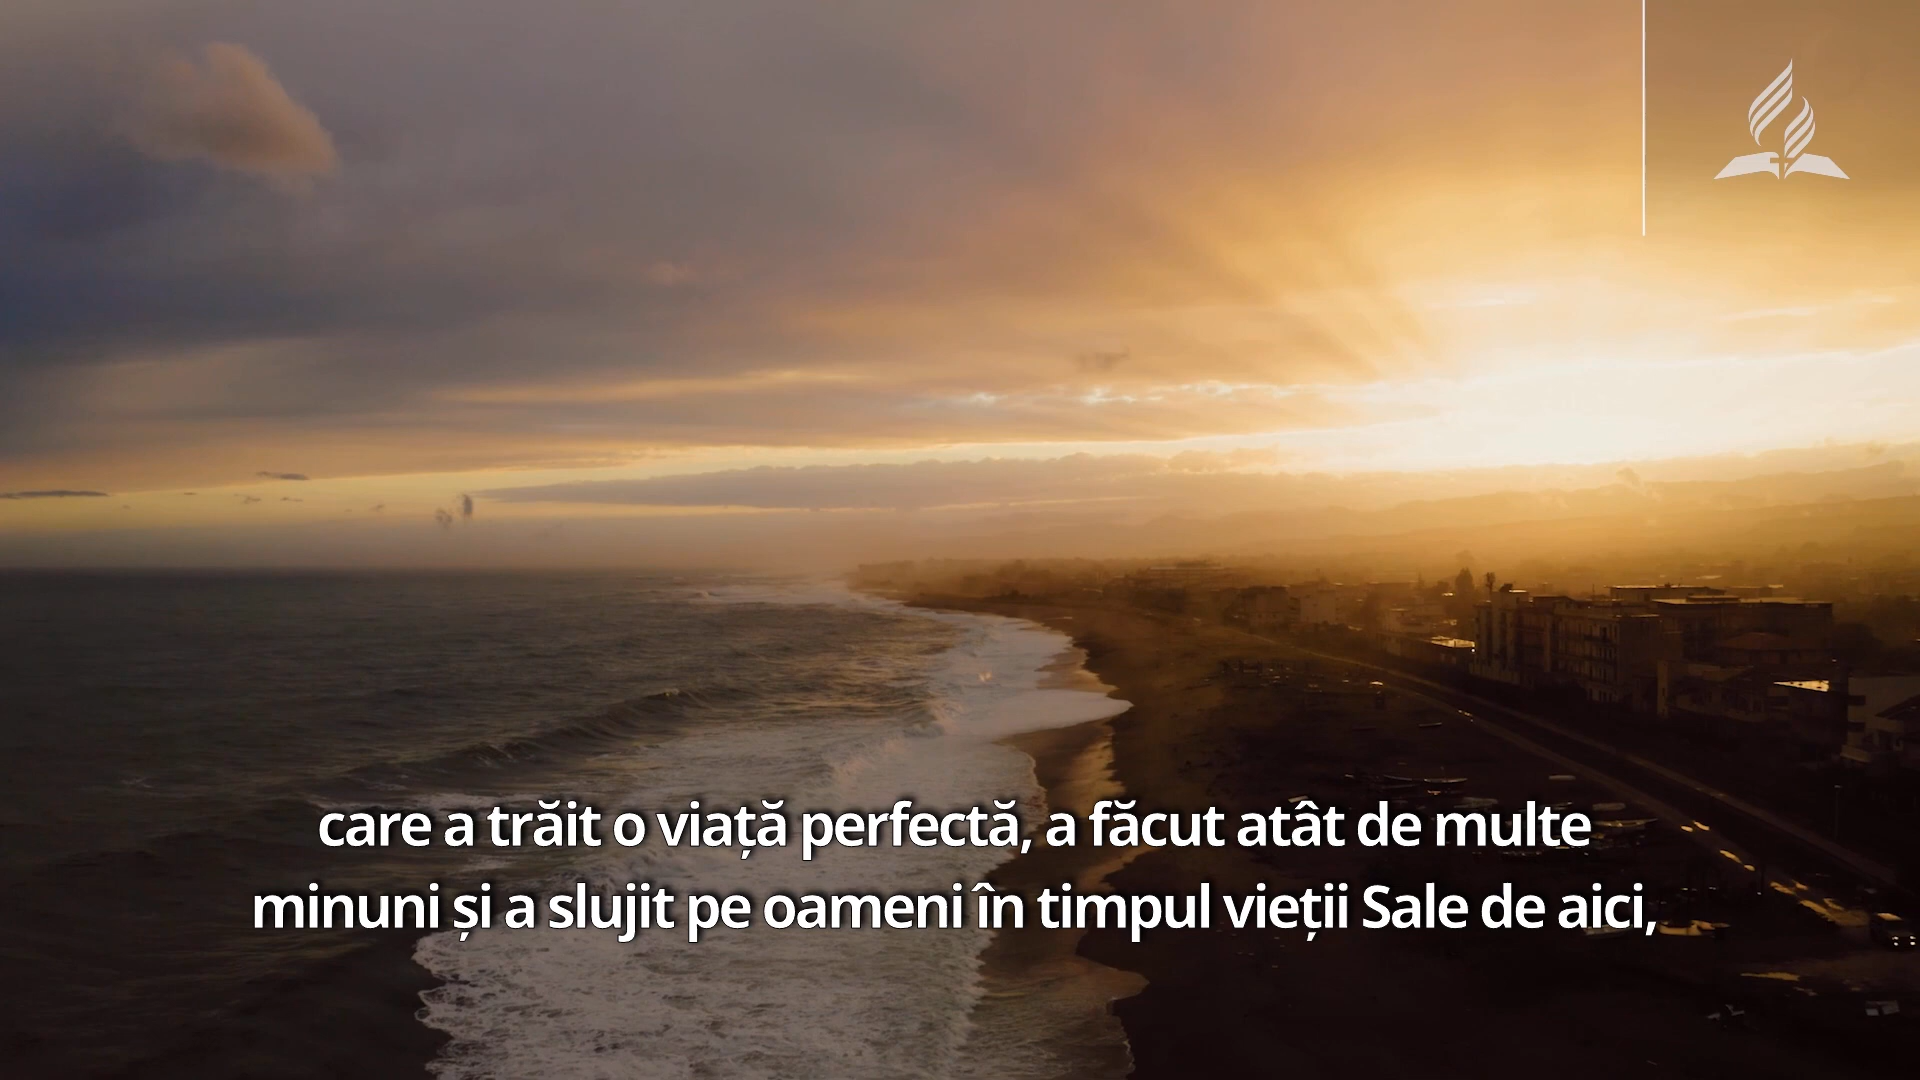 care a trăit o viață perfectă, a făcut atât de multe
minuni și a slujit pe oameni în timpul vieții Sale de aici,